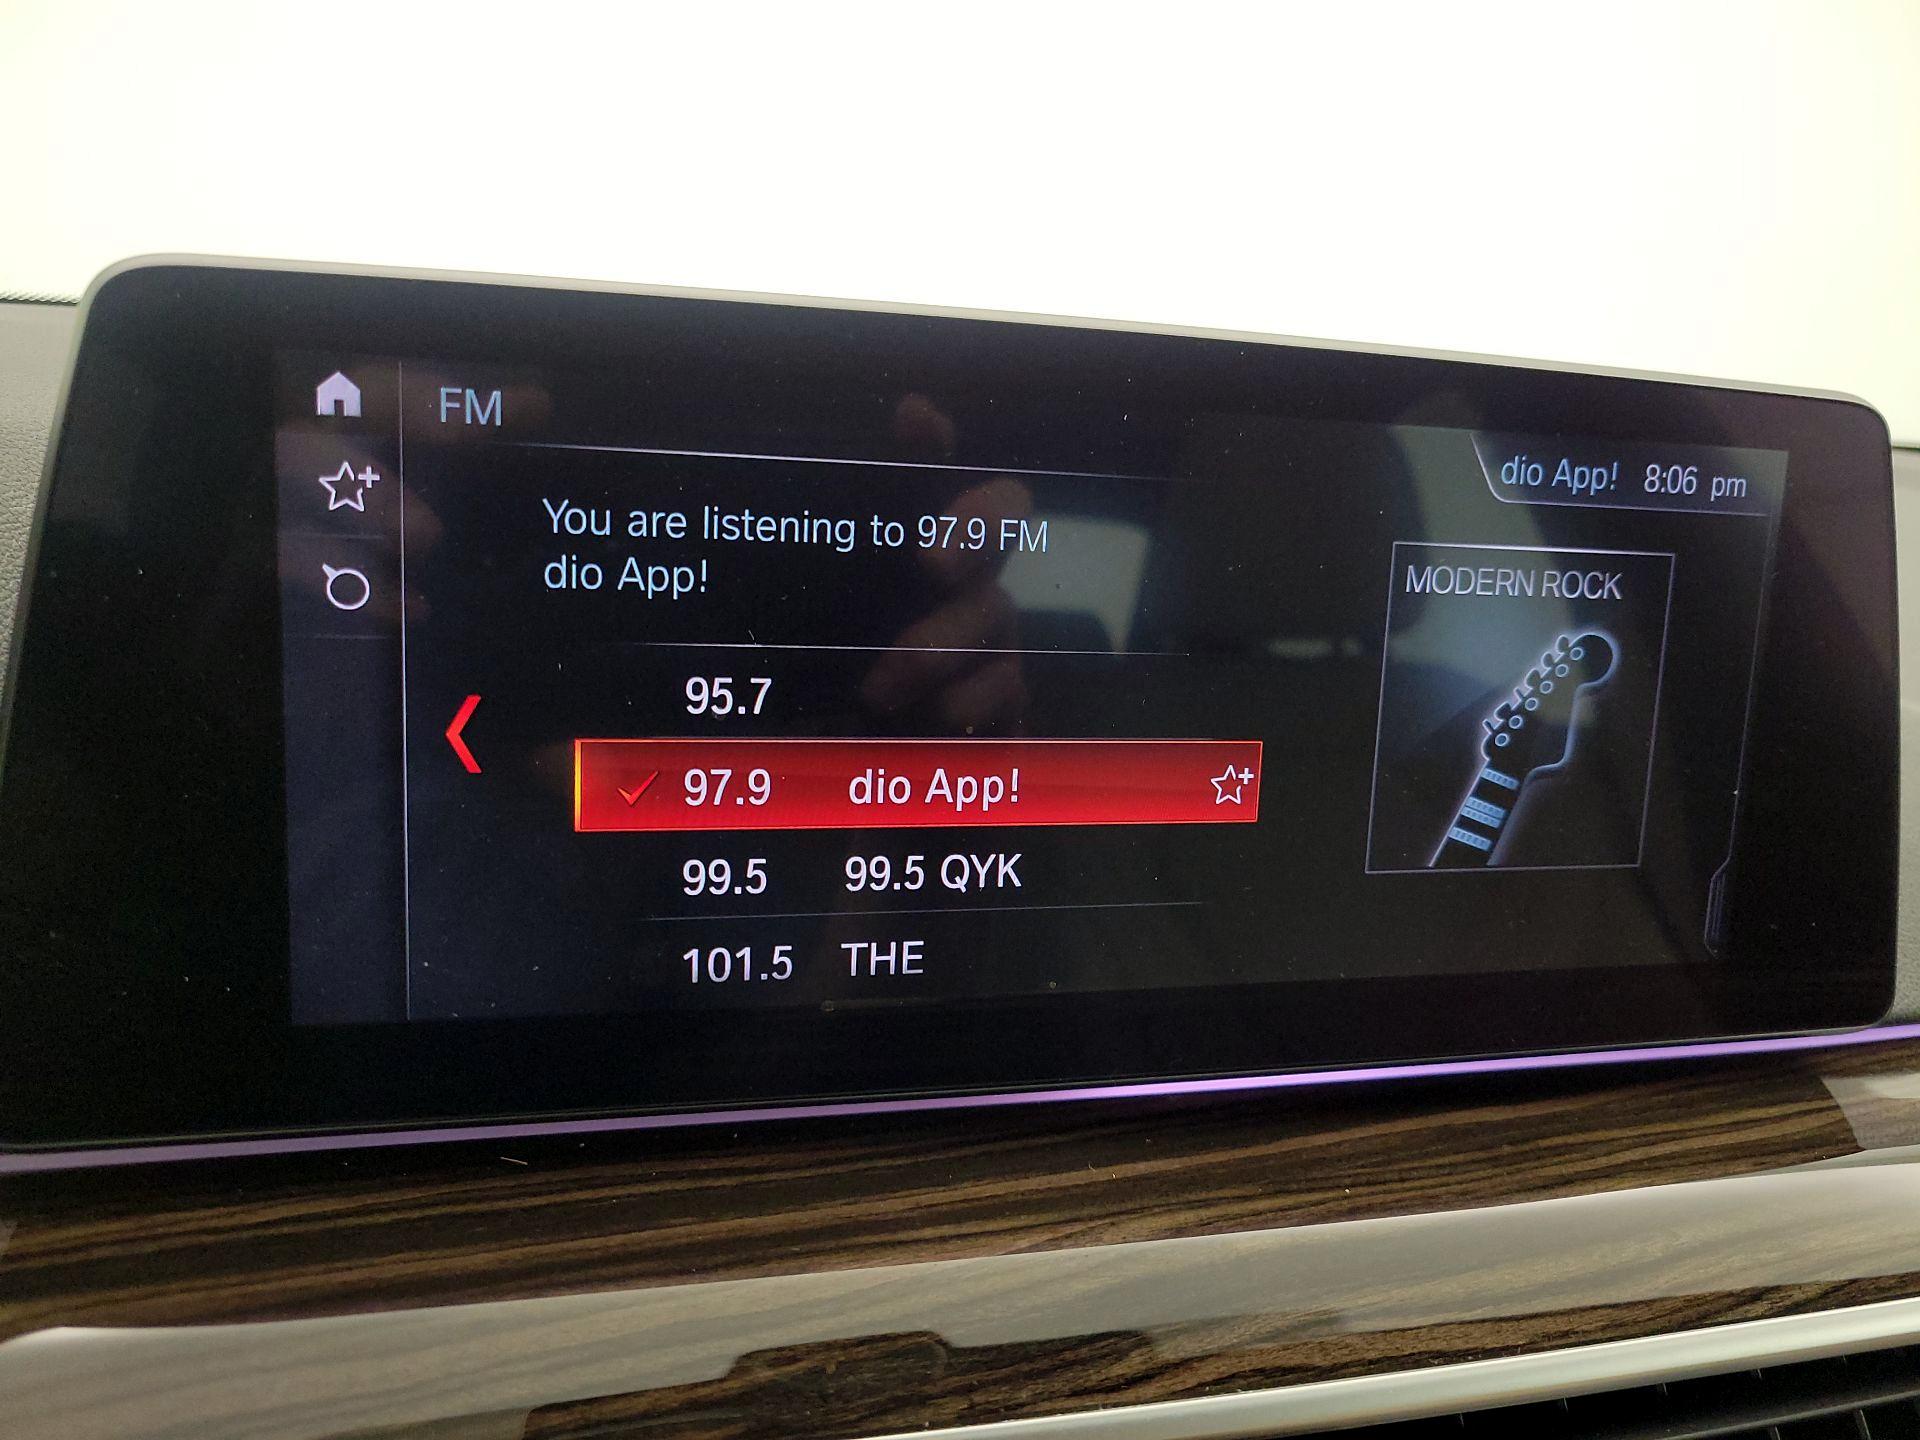 FM
dio App! 8:06 pm
You are listening to 97.9 FM
dio App!
MODERN ROCK
95.7
97.9 dio App!
99.5 99.5 QYK
101.5 THE